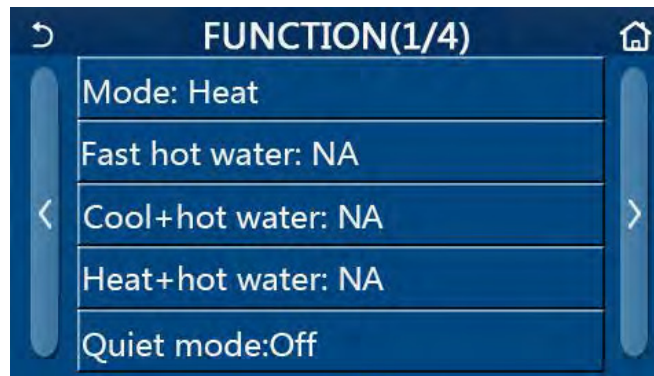 FUNCTION(1/4)
Mode: Heat
Fast hot water: NA
Cool+hot water: NA
Heat+hot water: NA
Quiet mode:Off